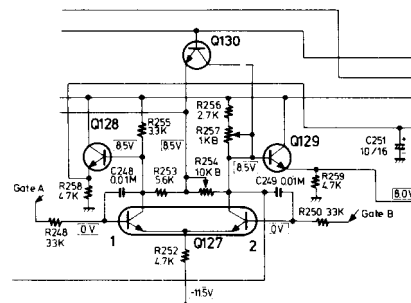 Q130
Q128
R255
33K
8.5V
8.5V
R256
2.7K
R257
1KB
Q129
C251
10/16
R258
4.7K
C248
0.01M
R253
5.6K
R254
10KB
8.5V
C249 0.01M
R259
4.7K
8.0V
Gate A
R248
33K
0V
1
Q127
2
0V
R250 33K
Gate B
R252
4.7K
-11.5V